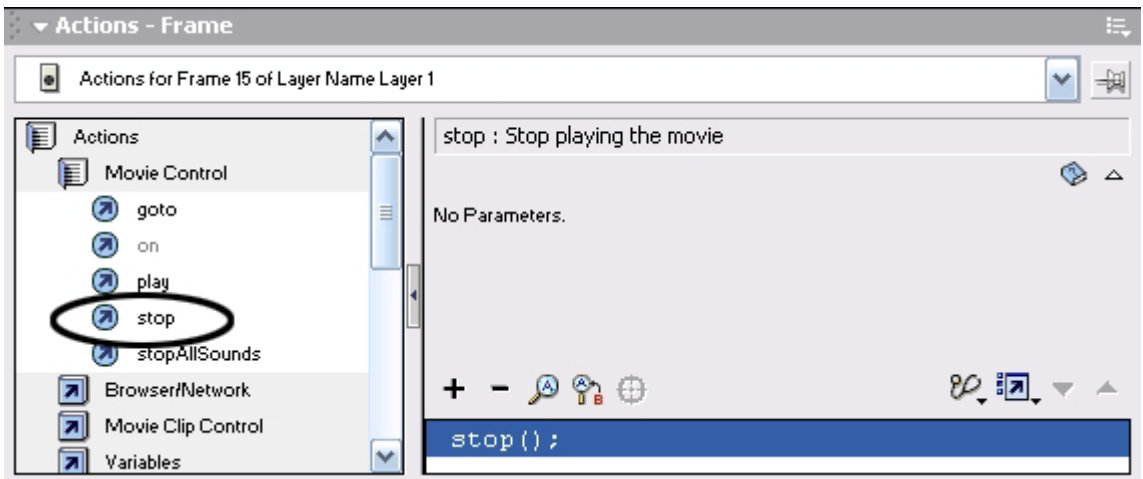 Actions - Frame
Actions for Frame 15 of Layer Name Layer 1
Actions
Movie Control
goto
on
play
stop
stopAllSounds
Browser/Network
Movie Clip Control
Variables
stop : Stop playing the movie
No Parameters.
stop();